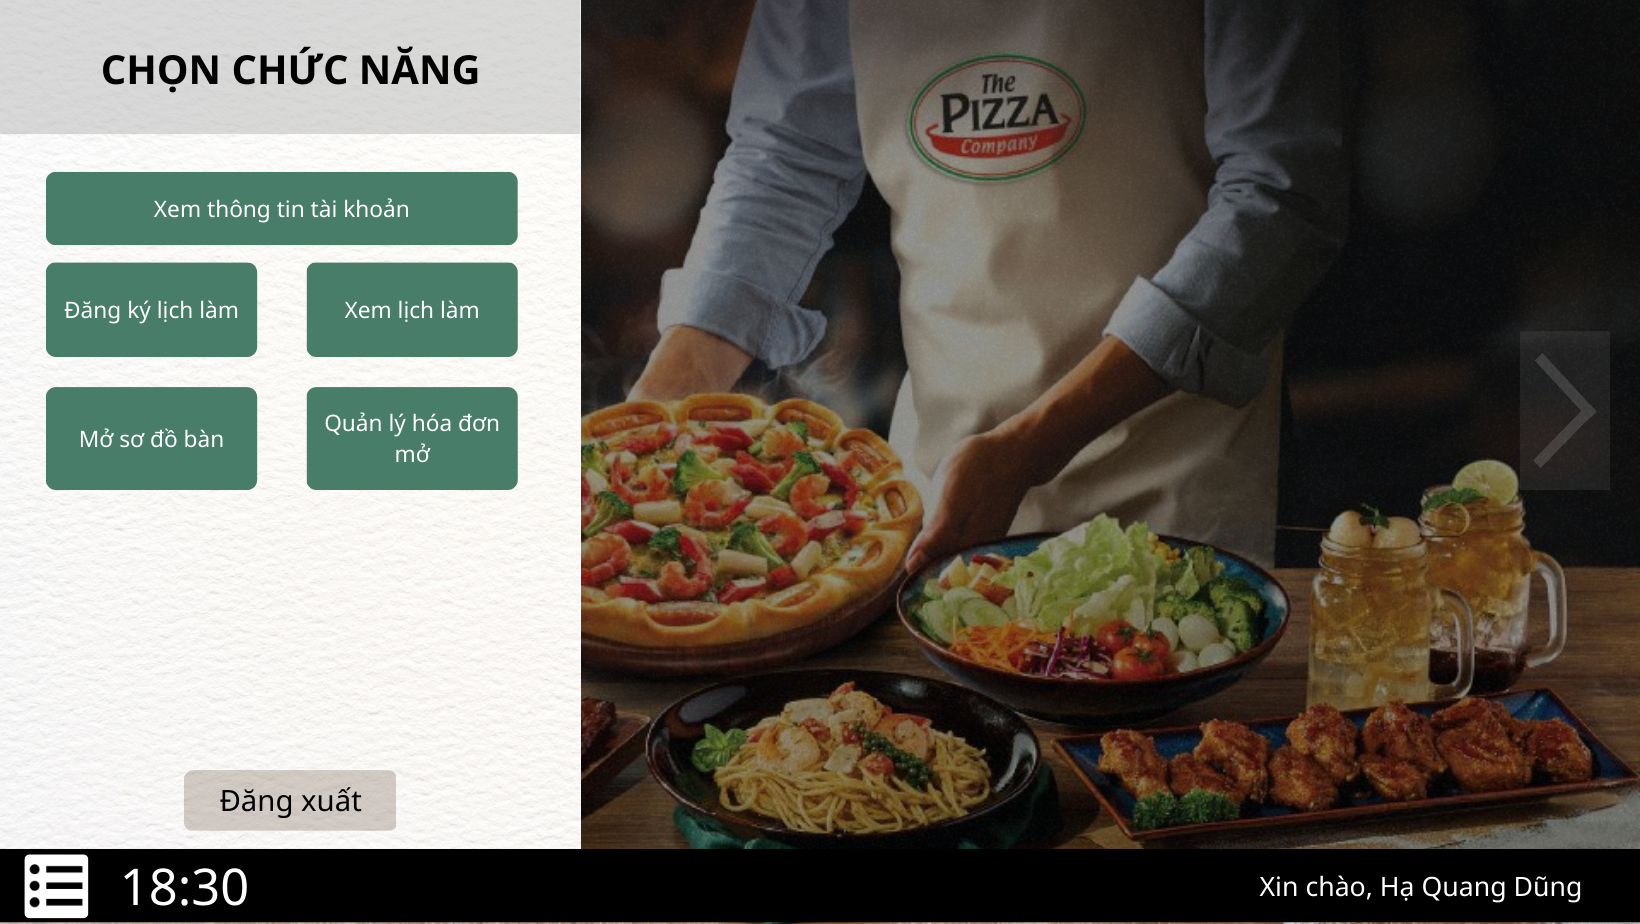 CHỌN CHỨC NĂNG
The
PIZZA
Company
Xem thông tin tài khoản
Đăng ký lịch làm
Xem lịch làm
Mở sơ đồ bàn
Quản lý hóa đơn
mở
Đăng xuất
18:30
Xin chào, Hạ Quang Dũng